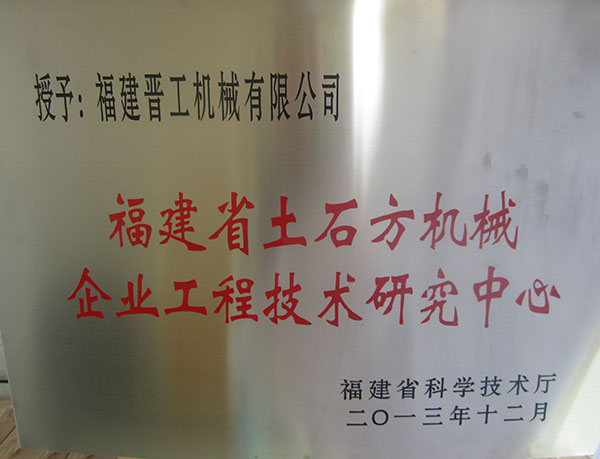 授予：福建晋工机械有限公司
福建省土石方机械
企业工程技术研究中心
福建省科学技术厅
二〇一三年十二月